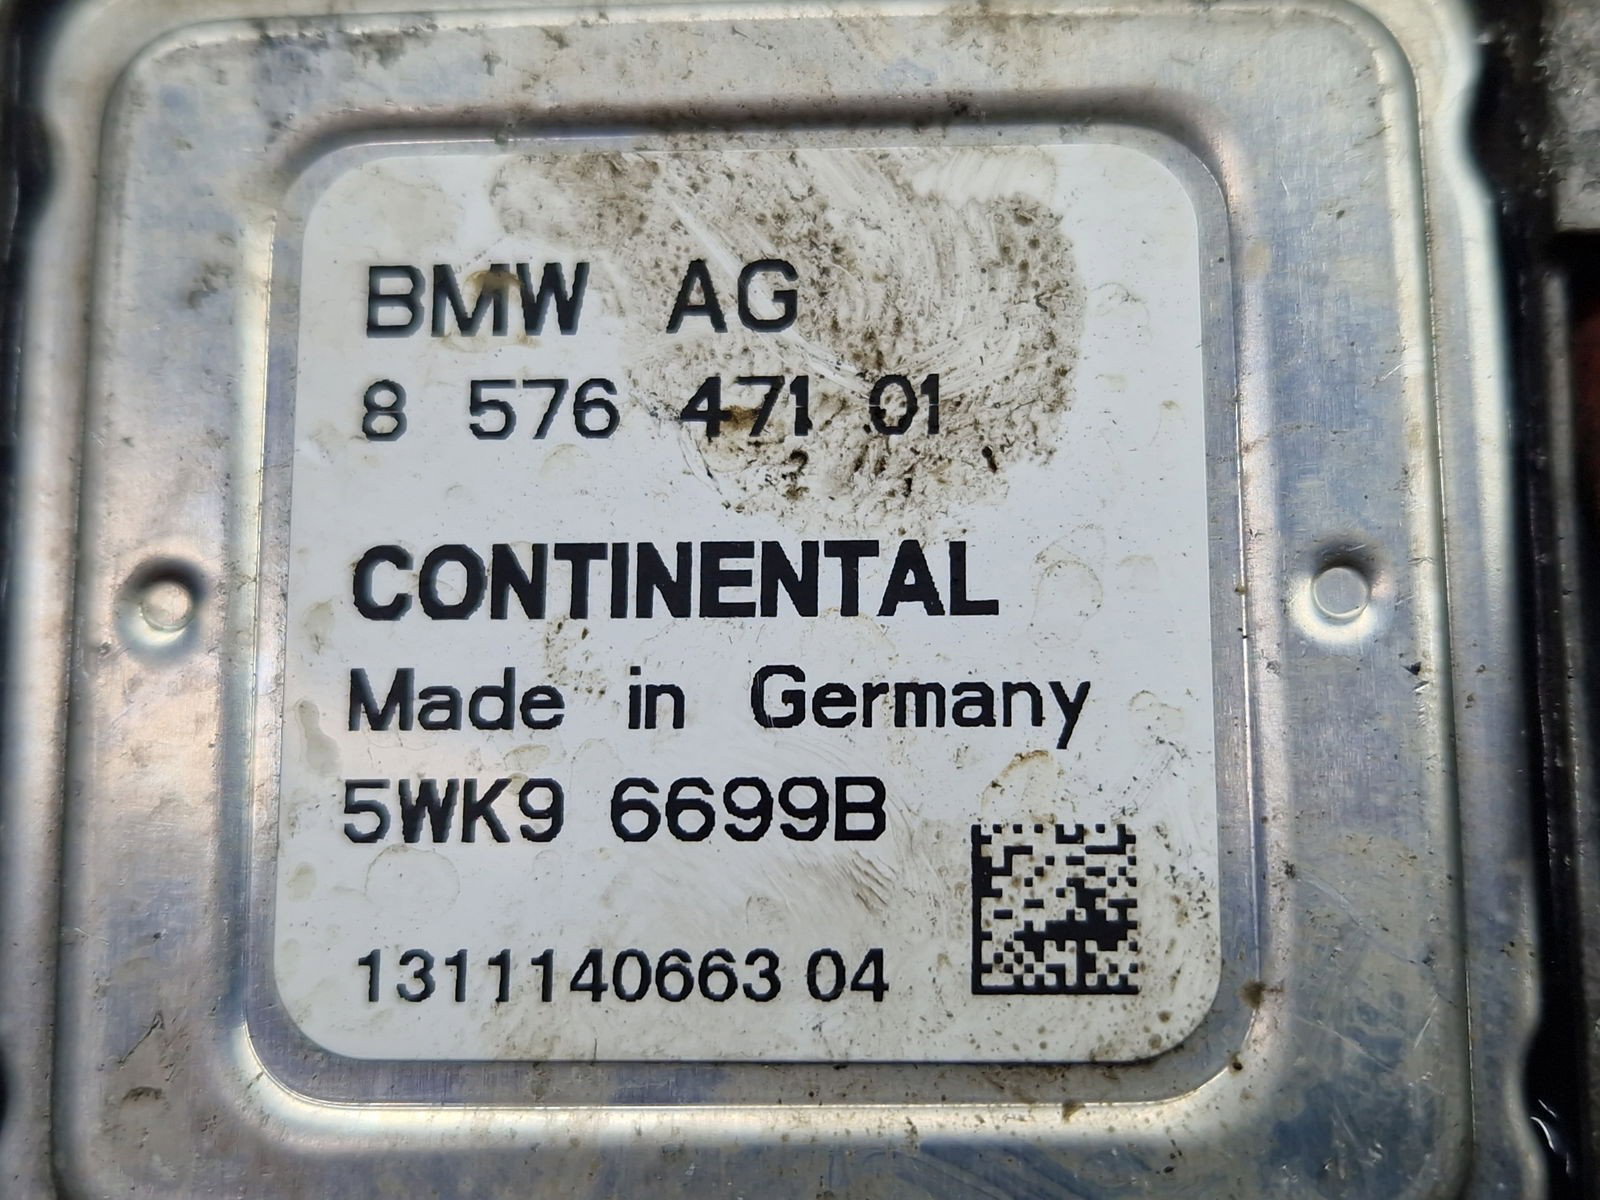 BMW AG
8 576 471 01
CONTINENTAL
Made in Germany
5WK9 6699B
1311140663 04